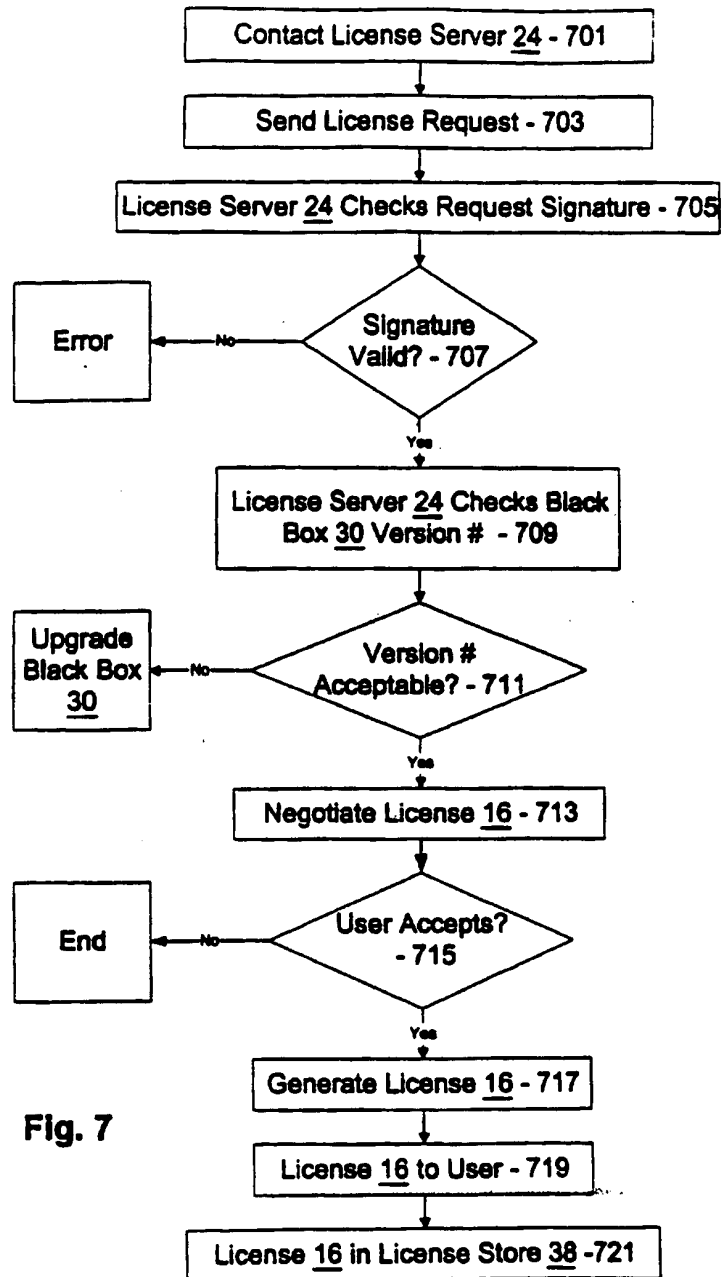 Contact License Server 24 - 701
Send License Request - 703
License Server 24 Checks Request Signature - 705
Signature
Valid? - 707
No
Error
Yes
License Server 24 Checks Black
Box 30 Version # - 709
Version #
Acceptable? - 711
No
Upgrade
Black Box
30
Yes
Negotiate License 16 - 713
User Accepts?
- 715
No
End
Yes
Generate License 16 - 717
Fig. 7
License 16 to User - 719
License 16 in License Store 38 -721